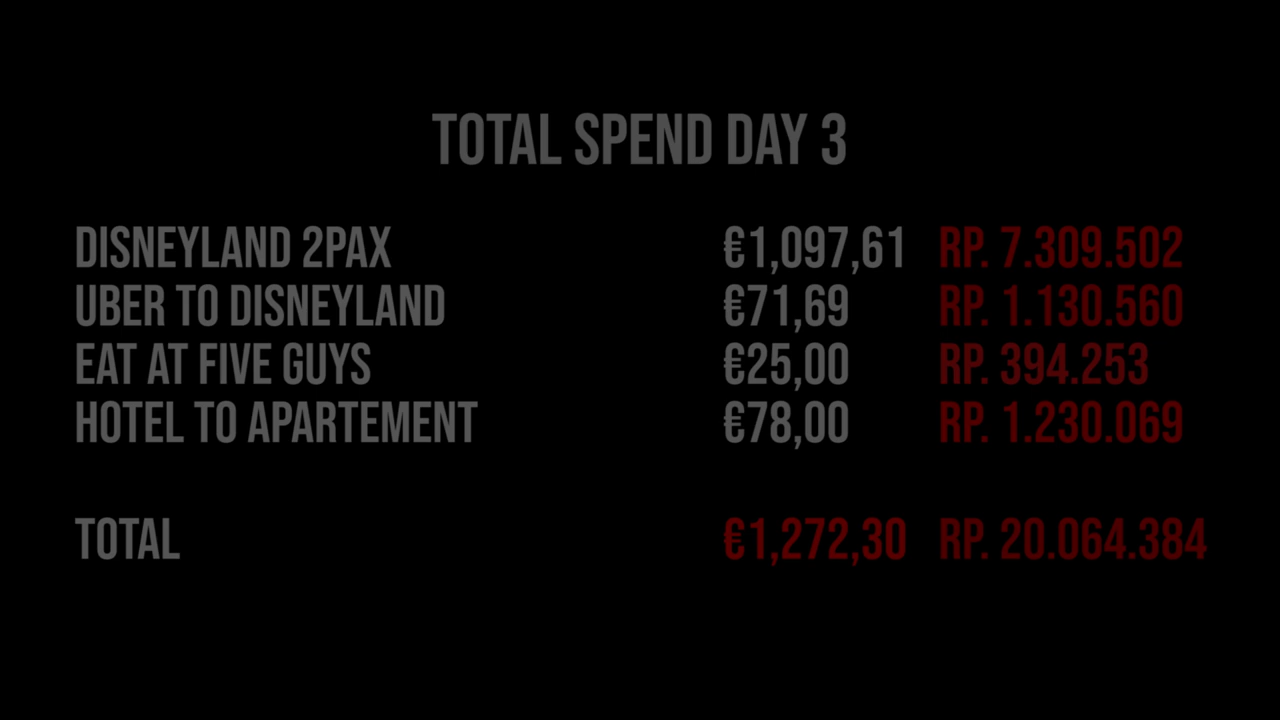 TOTAL SPEND DAY 3
DISNEYLAND 2PAX €1,097,61 RP. 7.309.502
UBER TO DISNEYLAND €71,69 RP. 1.130.560
EAT AT FIVE GUYS €25,00 RP. 394.253
HOTEL TO APARTEMENT €78,00 RP. 1.230.069
TOTAL €1,272,30 RP. 20.064.384